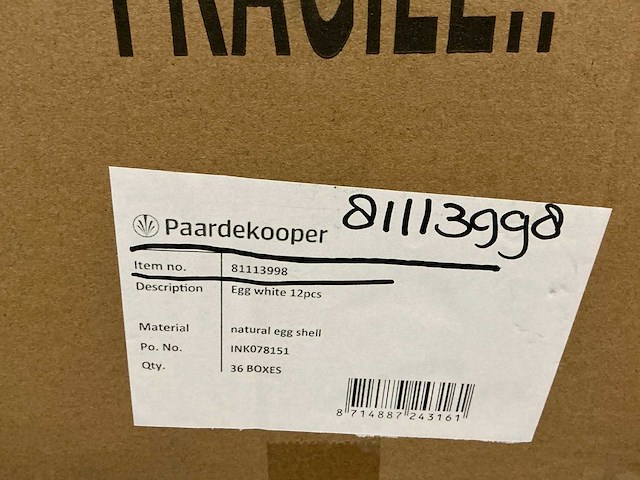 FRAGILE!!
Paardekooper 81113998
Item no. 81113998
Description Egg white 12pcs
Material natural egg shell
Po. No. INK078151
Qty. 36 BOXES
8 714887 243161